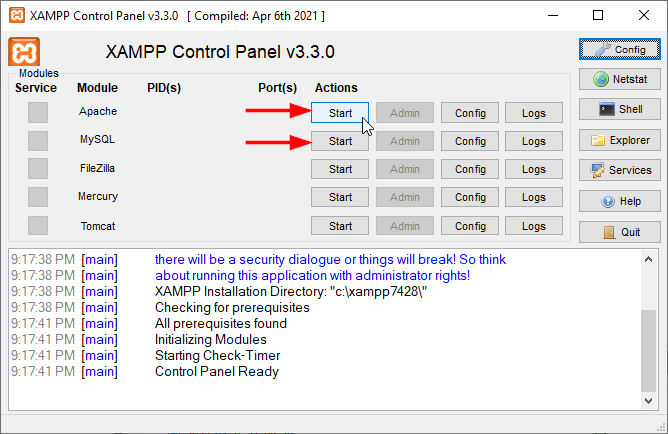 XAMPP Control Panel v3.3.0 [ Compiled: Apr 6th 2021 ]
XAMPP Control Panel v3.3.0
Config
Modules
Service Module PID(s) Port(s) Actions
Netstat
Apache Start Admin Config Logs
Shell
MySQL Start Admin Config Logs
Explorer
FileZilla Start Admin Config Logs
Services
Mercury Start Admin Config Logs
Help
Tomcat Start Admin Config Logs
Quit
9:17:38 PM [main] there will be a security dialogue or things will break! So think
9:17:38 PM [main] about running this application with administrator rights!
9:17:38 PM [main] XAMPP Installation Directory: "c:\xampp7428\"
9:17:38 PM [main] Checking for prerequisites
9:17:41 PM [main] All prerequisites found
9:17:41 PM [main] Initializing Modules
9:17:41 PM [main] Starting Check-Timer
9:17:41 PM [main] Control Panel Ready